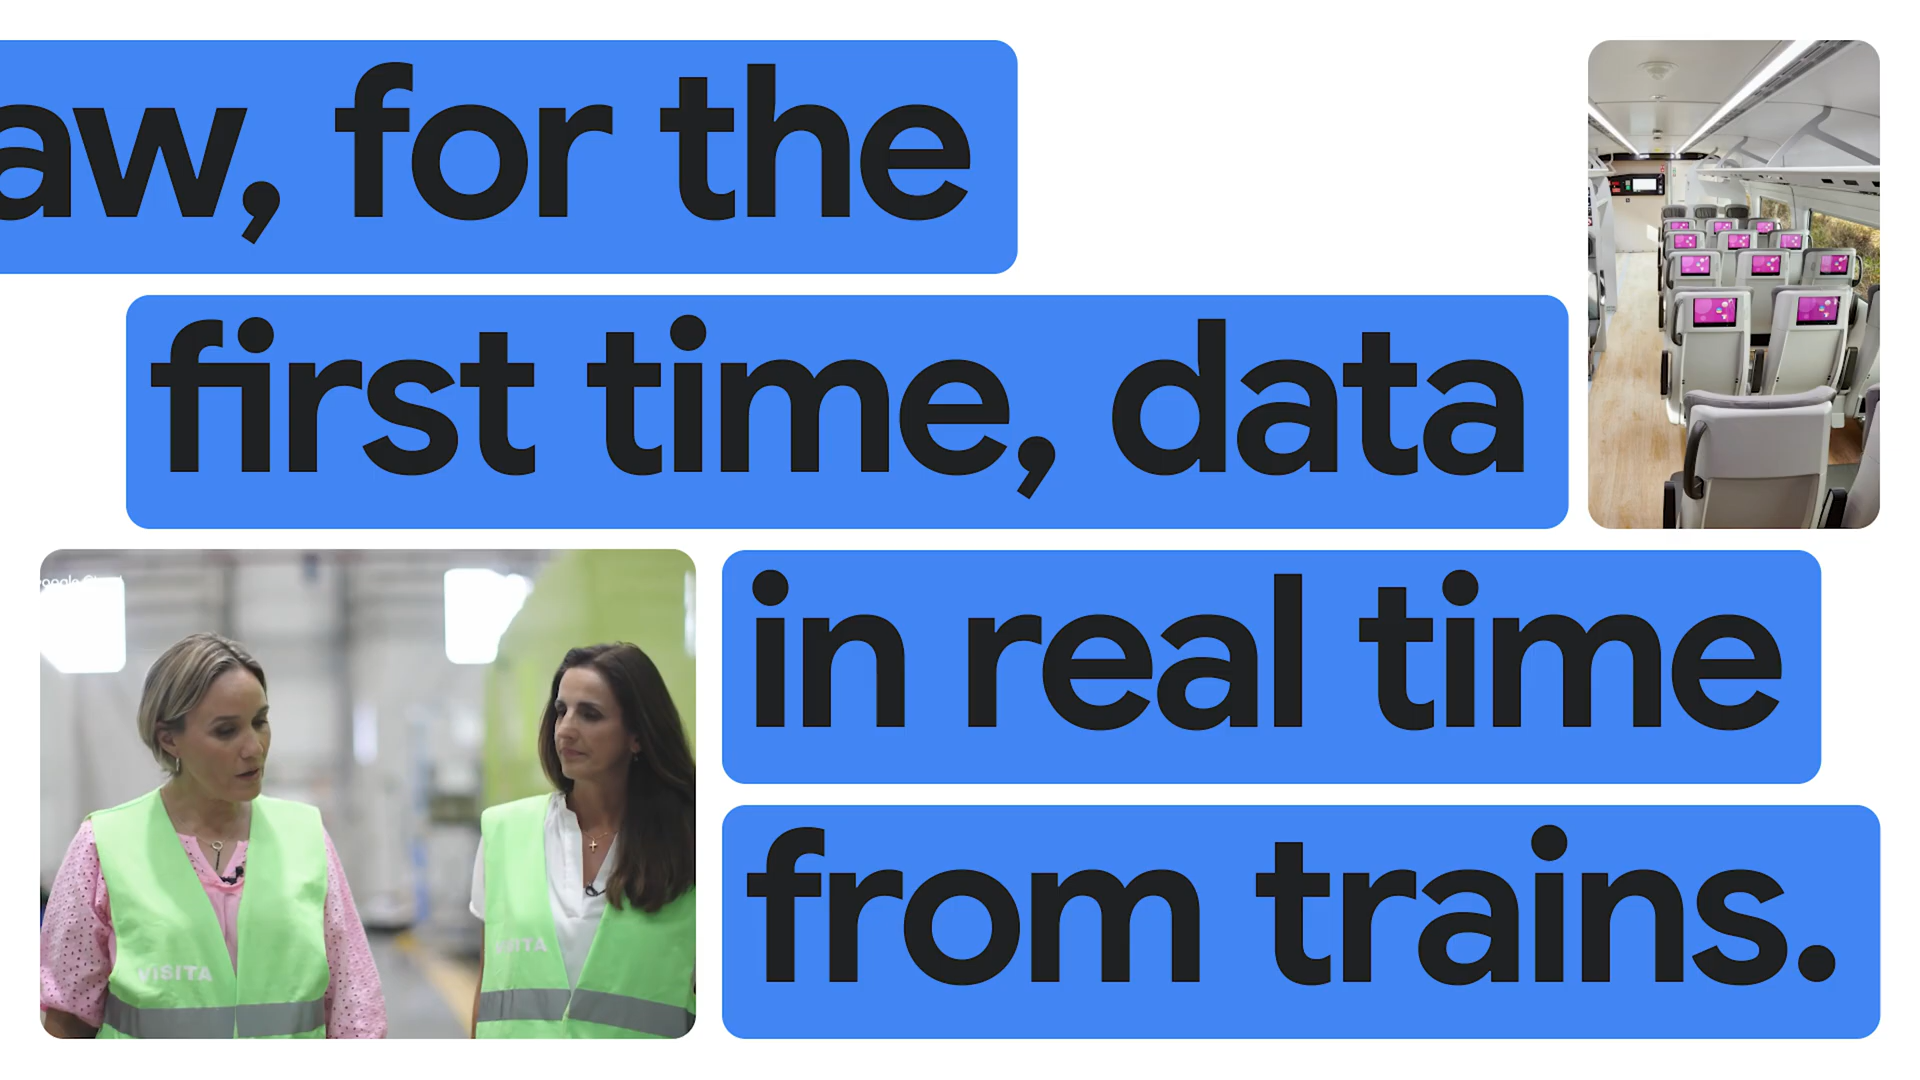 aw, for the
first time, data
in real time
from trains.
VISITA
VISITA